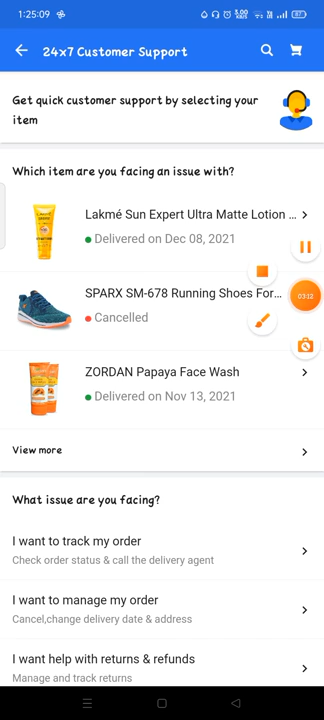 1:25:09
24x7 Customer Support
Get quick customer support by selecting your
item
Which item are you facing an issue with?
Lakmé Sun Expert Ultra Matte Lotion ...
Delivered on Dec 08, 2021
SPARX SM-678 Running Shoes For...
Cancelled
03:12
ZORDAN Papaya Face Wash
Delivered on Nov 13, 2021
View more
What issue are you facing?
I want to track my order
Check order status & call the delivery agent
I want to manage my order
Cancel,change delivery date & address
I want help with returns & refunds
Manage and track returns